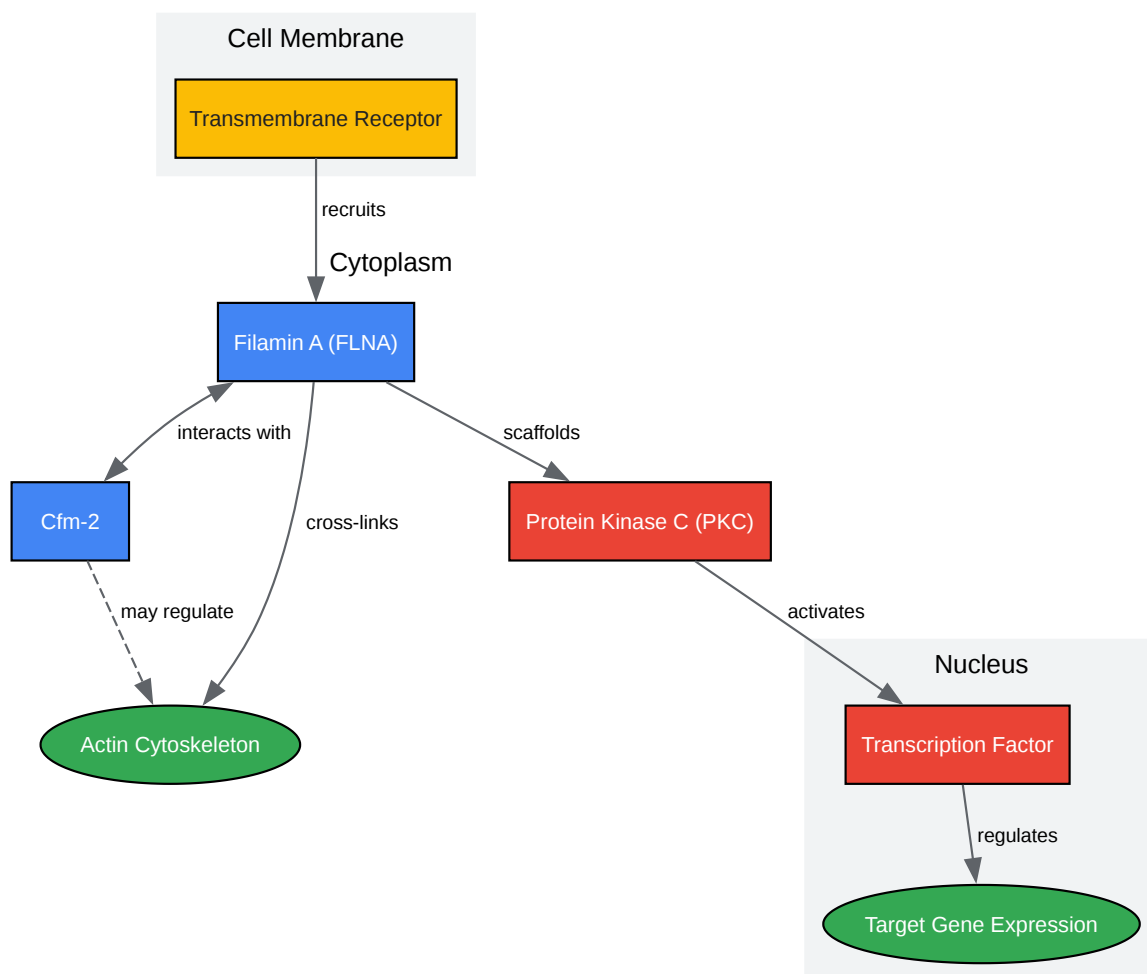 Cell Membrane
Transmembrane Receptor
recruits
Cytoplasm
Filamin A (FLNA)
interacts with
scaffolds
Cfm-2
cross-links
Protein Kinase C (PKC)
may regulate
activates
Nucleus
Actin Cytoskeleton
Transcription Factor
regulates
Target Gene Expression